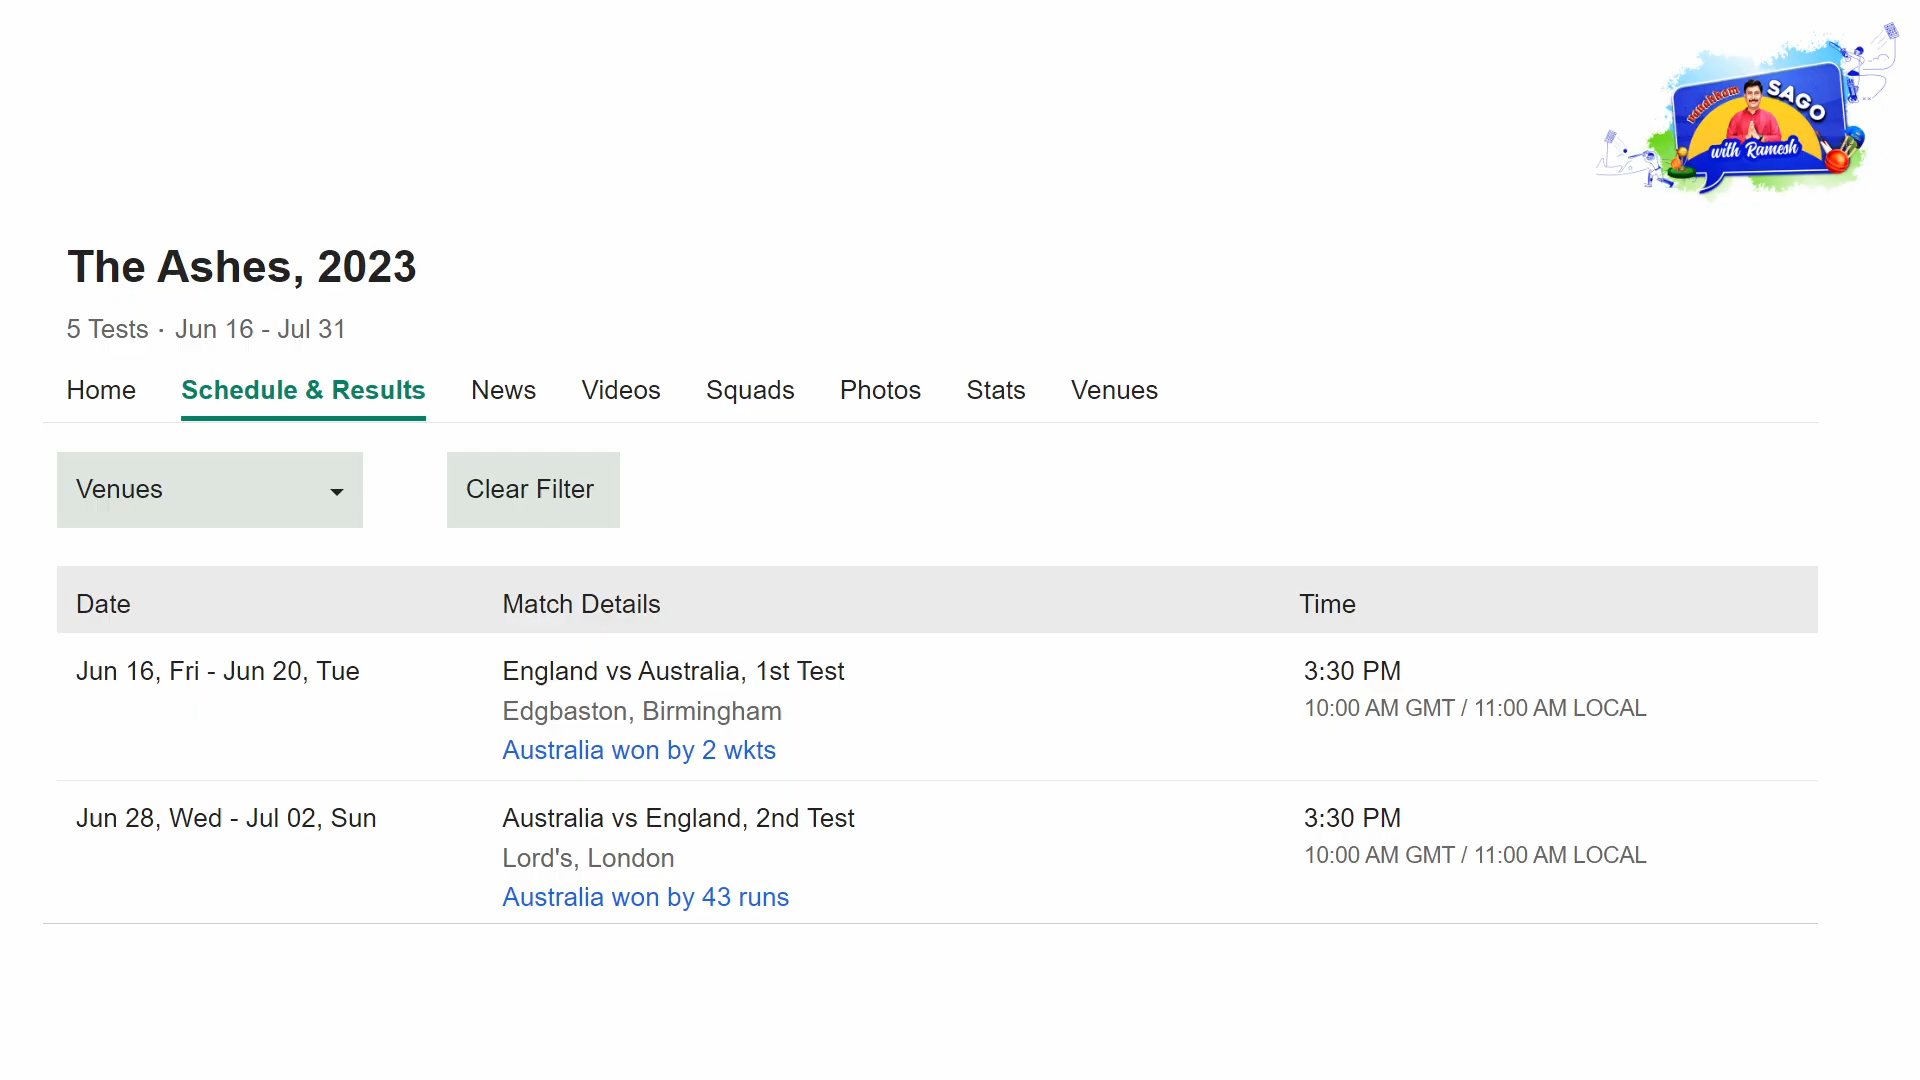 Vanakkam
SAGO
with Ramesh
The Ashes, 2023
5 Tests · Jun 16 - Jul 31
Home Schedule & Results News Videos Squads Photos Stats Venues
Venues Clear Filter
Date Match Details Time
Jun 16, Fri - Jun 20, Tue England vs Australia, 1st Test 3:30 PM
Edgbaston, Birmingham 10:00 AM GMT / 11:00 AM LOCAL
Australia won by 2 wkts
Jun 28, Wed - Jul 02, Sun Australia vs England, 2nd Test 3:30 PM
Lord's, London 10:00 AM GMT / 11:00 AM LOCAL
Australia won by 43 runs